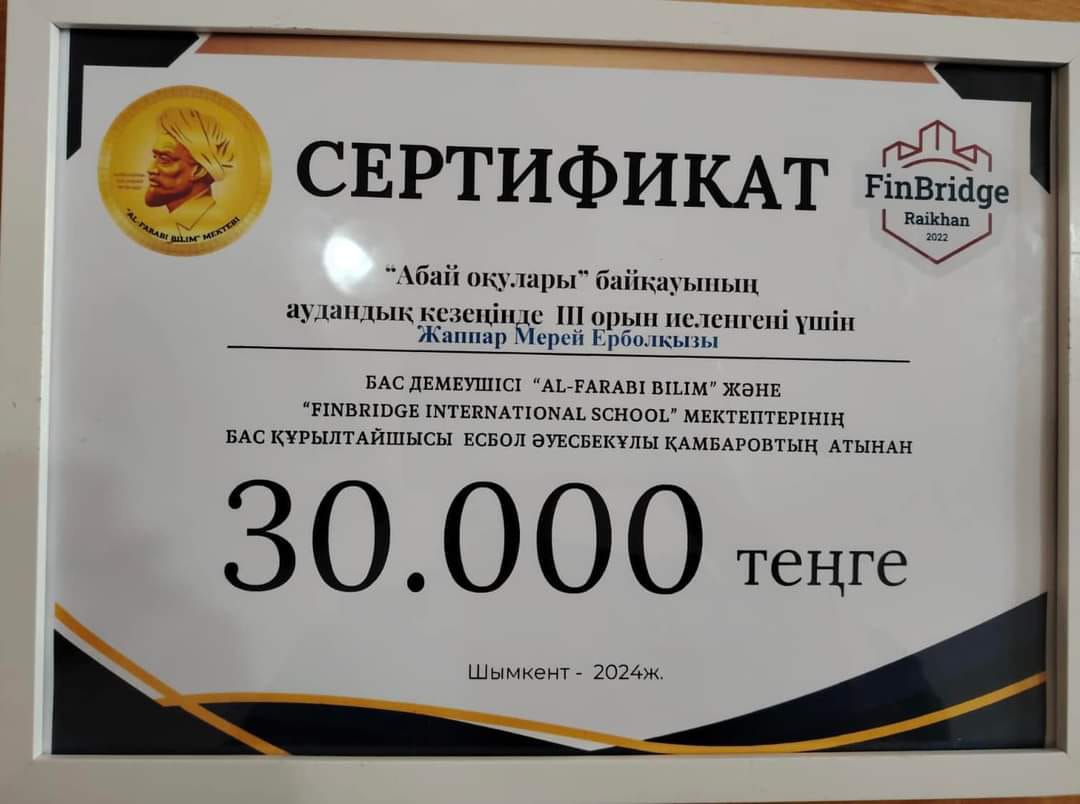 СЕРТИФИКАТ
"AL-FARABI BILIM" МЕКТЕБІ
FinBridge
Raikhan
2022
“Абай оқулары” байқауының
аудандық кезеңінде III орын иеленгені үшін
Жаппар Мерей Ерболқызы
БАС ДЕМЕУШІСІ “AL-FARABI BILIM” ЖӘНЕ
“FINBRIDGE INTERNATIONAL SCHOOL” МЕКТЕПТЕРІНІҢ
БАС ҚҰРЫЛТАЙШЫСЫ ЕСБОЛ ӘУЕСБЕКҰЛЫ ҚАМБАРОВТЫҢ АТЫНАН
30.000 теңге
Шымкент - 2024ж.